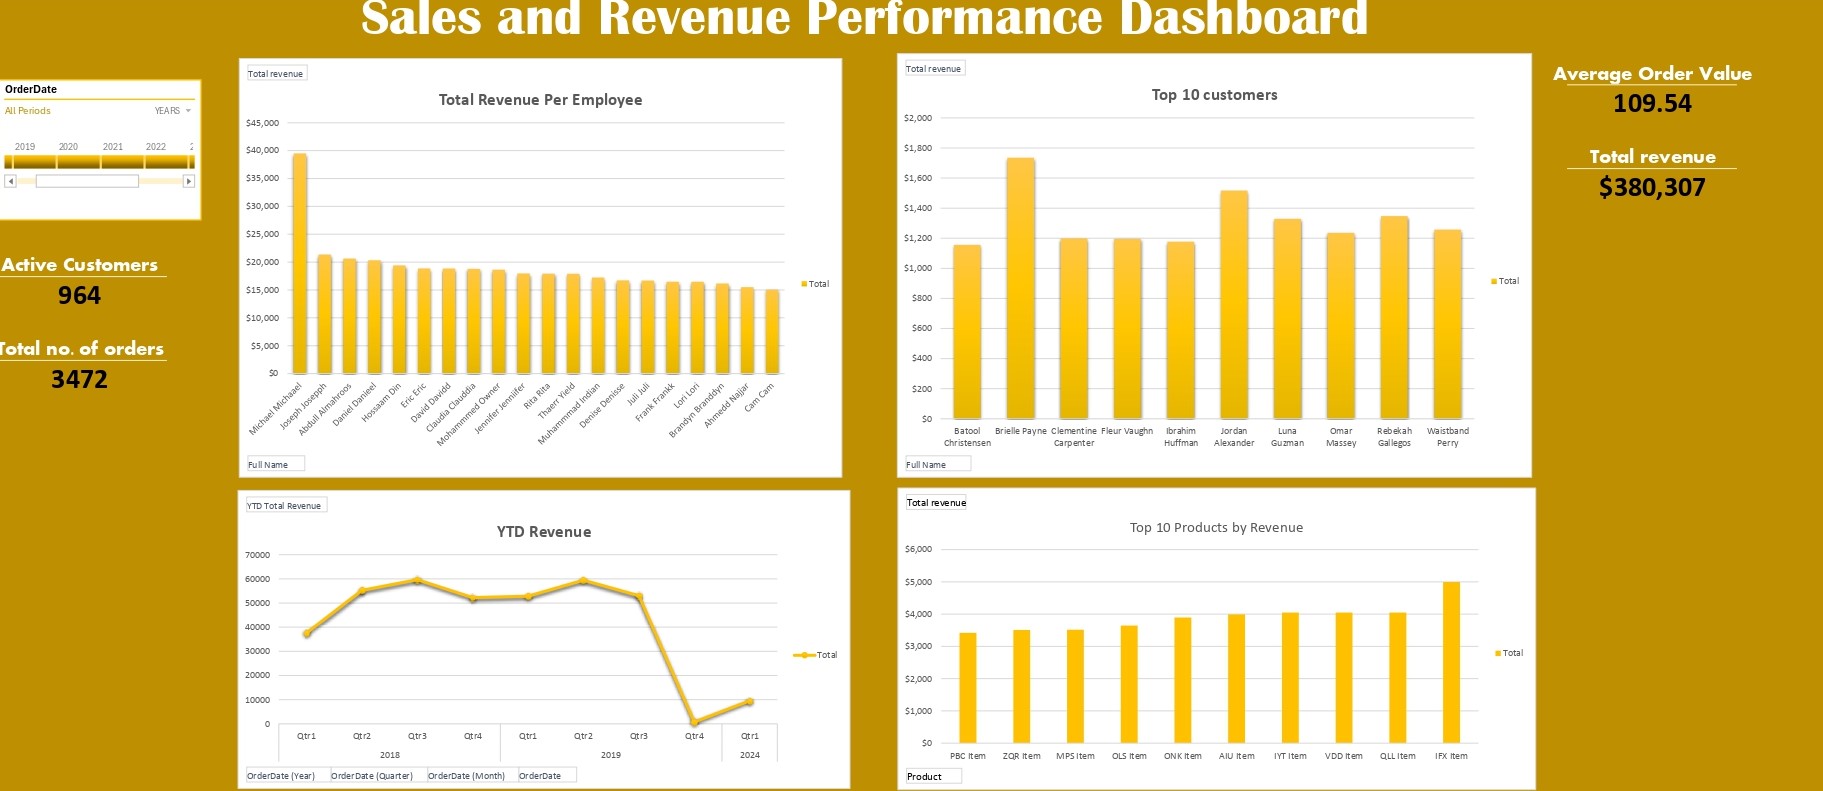 Sales and Revenue Performance Dashboard
OrderDate
All Periods YEARS
2019 2020 2021 2022
Active Customers
964
Total no. of orders
3472
Total revenue
Total Revenue Per Employee
$45,000
$40,000
$35,000
$30,000
$25,000
$20,000
$15,000
$10,000
$5,000
$0
Michael Michaael
Joseph Joseph
Abdull Almahroos
Daniel Danieel
Hossaam Din
Eric Eric
David Davidd
Claudia Clauddia
Mohammmed Owner
Jennifer Jennifer
Rita Rita
Thaerr Yield
Muhammmad Indian
Denise Denisse
Juli Juli
Frank Frankk
Lori Lori
Brandyn Branddyn
Ahmedd Najjar
Cam Cam
Total
Full Name
Total revenue
Top 10 customers
$2,000
$1,800
$1,600
$1,400
$1,200
$1,000
$800
$600
$400
$200
$0
Batool Christensen
Brielle Payne
Clementine Carpenter
Fleur Vaughn
Ibrahim Huffman
Jordan Alexander
Luna Guzman
Omar Massey
Rebekah Gallegos
Waistband Perry
Total
Full Name
Average Order Value
109.54
Total revenue
$380,307
YTD Total Revenue
YTD Revenue
70000
60000
50000
40000
30000
20000
10000
0
Qtr1 Qtr2 Qtr3 Qtr4 Qtr1 Qtr2 Qtr3 Qtr4 Qtr1
2018 2019 2024
Total
OrderDate (Year) OrderDate (Quarter) OrderDate (Month) OrderDate
Total revenue
Top 10 Products by Revenue
$6,000
$5,000
$4,000
$3,000
$2,000
$1,000
$0
PBC Item ZQR Item MPS Item OLS Item ONK Item AIU Item IYT Item VDD Item QLL Item IFX Item
Total
Product